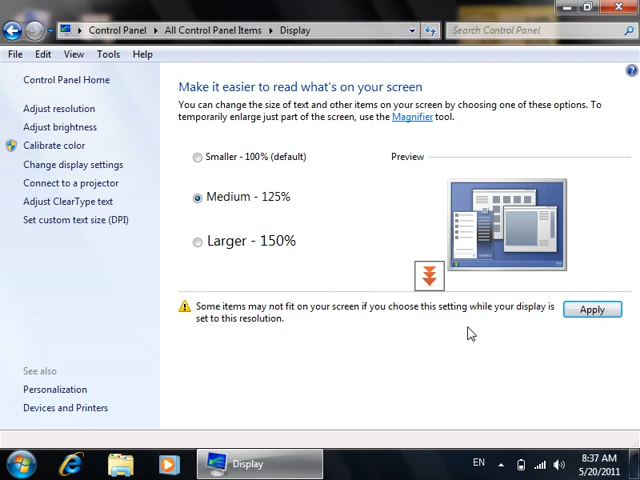 Control Panel
All Control Panel Items
Display
Search Control Panel
File Edit View Tools Help
Control Panel Home
Adjust resolution
Adjust brightness
Calibrate color
Change display settings
Connect to a projector
Adjust ClearType text
Set custom text size (DPI)
See also
Personalization
Devices and Printers
Make it easier to read what's on your screen
You can change the size of text and other items on your screen by choosing one of these options. To
temporarily enlarge just part of the screen, use the Magnifier tool.
Smaller - 100% (default)
Preview
Medium - 125%
Larger - 150%
Some items may not fit on your screen if you choose this setting while your display is
set to this resolution.
Apply
Display
EN
8:37 AM
5/20/2011